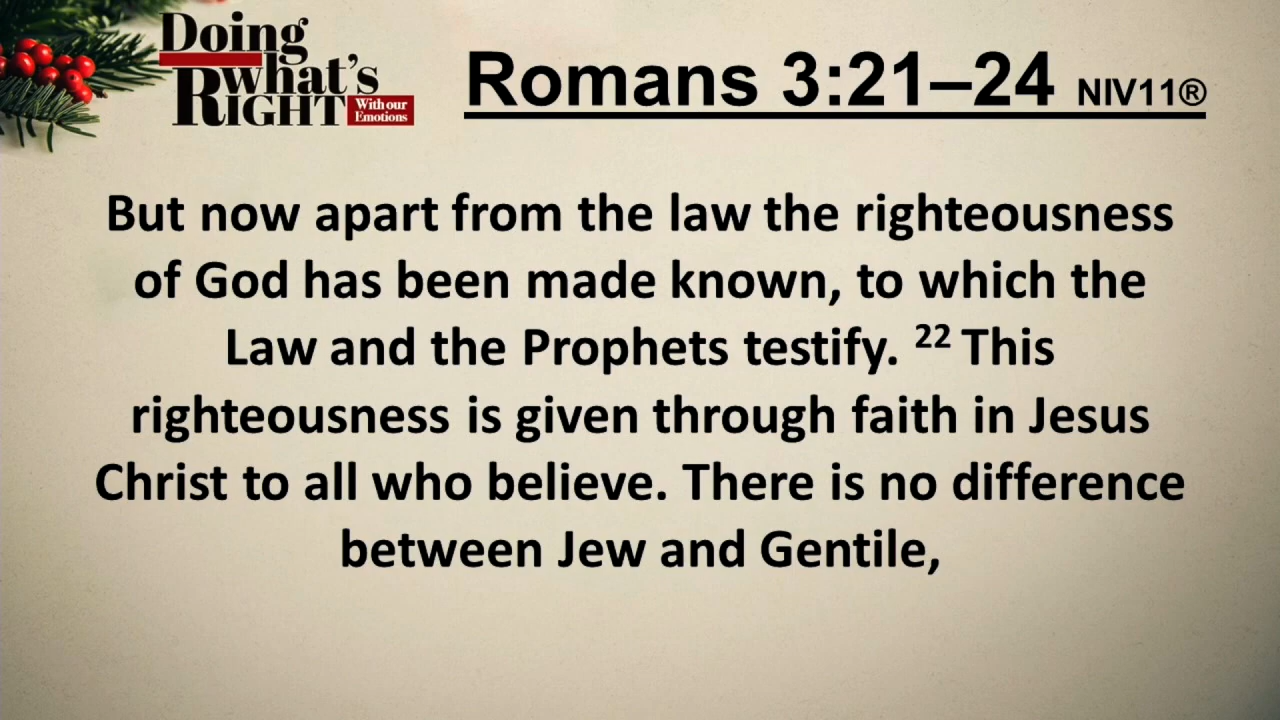 Doing
what's
RIGHT
With our
Emotions
Romans 3:21–24 NIV11®
But now apart from the law the righteousness
of God has been made known, to which the
Law and the Prophets testify. ²² This
righteousness is given through faith in Jesus
Christ to all who believe. There is no difference
between Jew and Gentile,